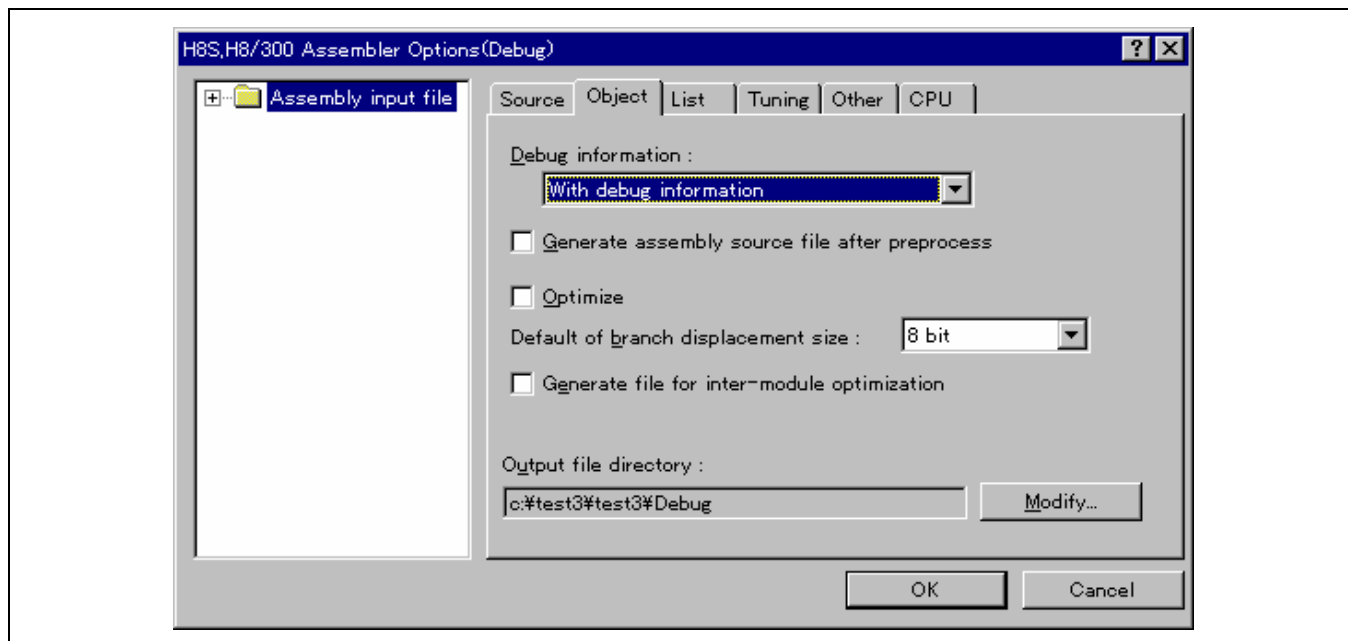 H8S,H8/300 Assembler Options(Debug)
Assembly input file
Source Object List Tuning Other CPU
Debug information :
With debug information
Generate assembly source file after preprocess
Optimize
Default of branch displacement size : 8 bit
Generate file for inter-module optimization
Output file directory :
c:¥test3¥test3¥Debug Modify...
OK Cancel